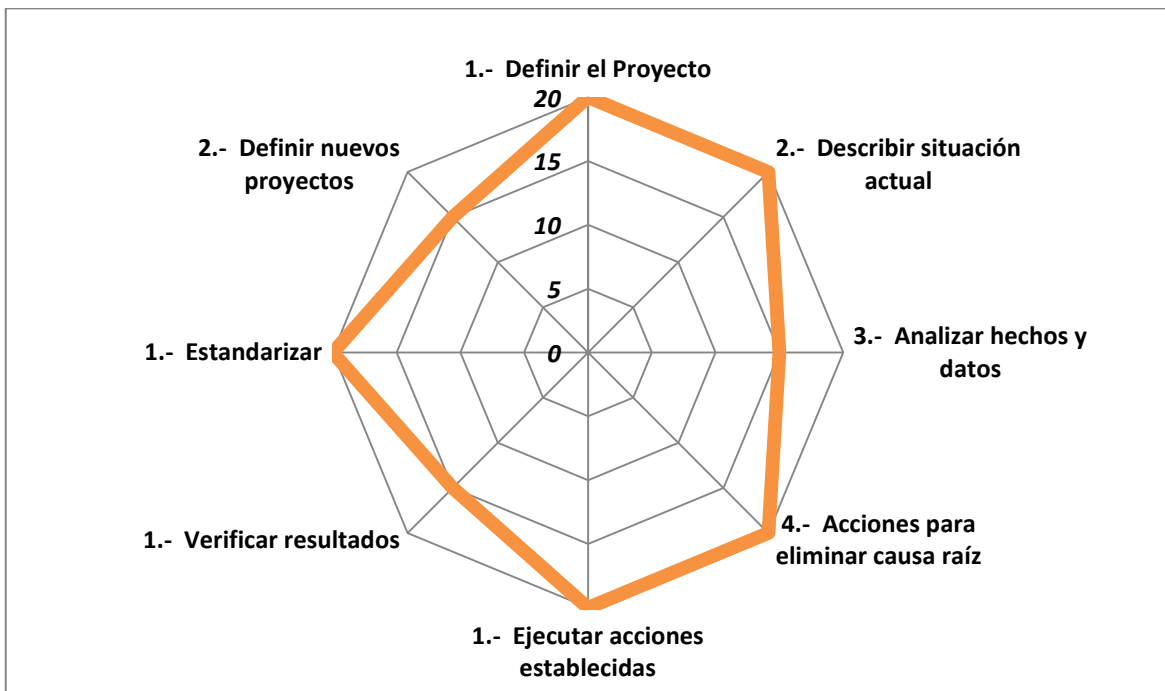 1.- Definir el Proyecto
20
2.- Definir nuevos
proyectos
15
2.- Describir situación
actual
10
5
1.- Estandarizar
0
3.- Analizar hechos y
datos
1.- Verificar resultados
4.- Acciones para
eliminar causa raíz
1.- Ejecutar acciones
establecidas